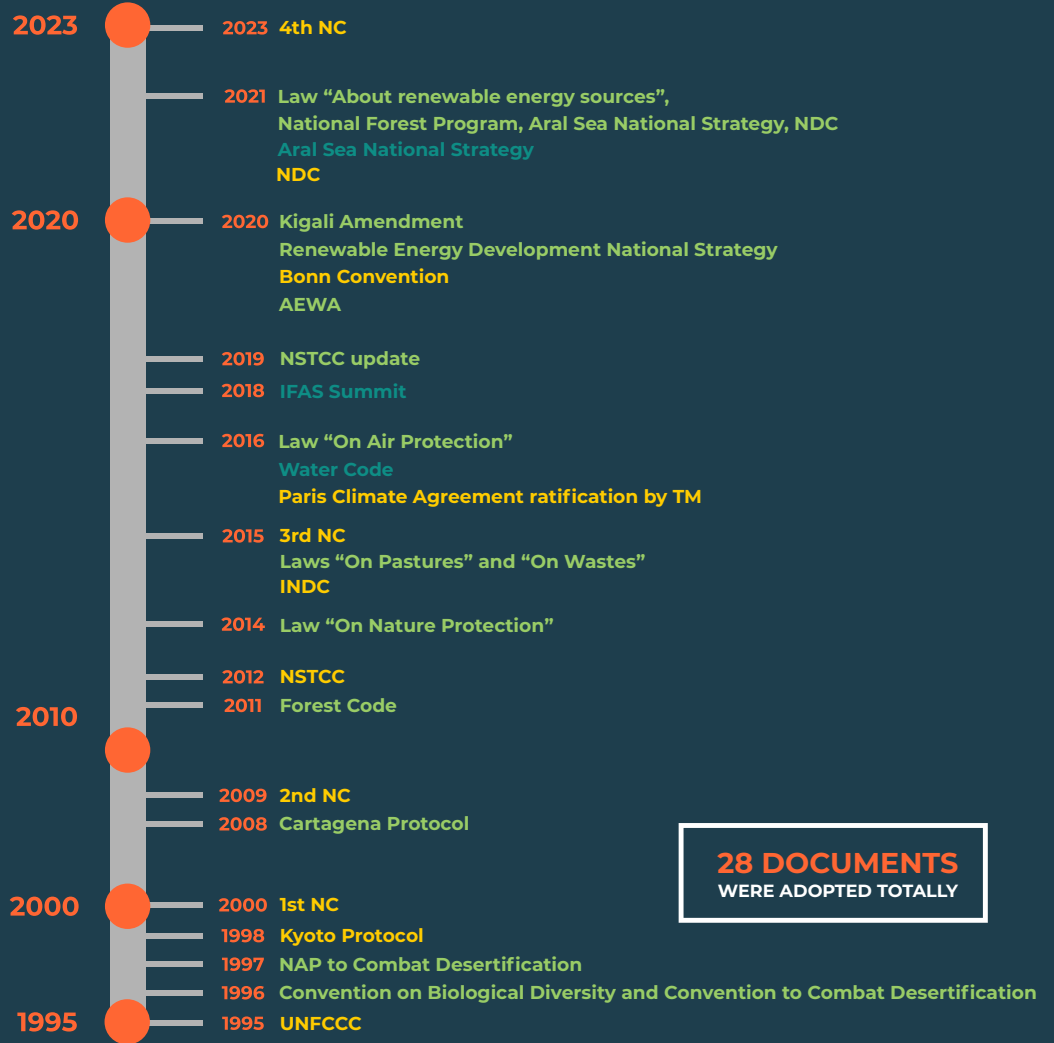 2023
2023 4th NC
2021 Law “About renewable energy sources”,
National Forest Program, Aral Sea National Strategy, NDC
Aral Sea National Strategy
NDC
2020
2020 Kigali Amendment
Renewable Energy Development National Strategy
Bonn Convention
AEWA
2019 NSTCC update
2018 IFAS Summit
2016 Law “On Air Protection”
Water Code
Paris Climate Agreement ratification by TM
2015 3rd NC
Laws “On Pastures” and “On Wastes”
INDC
2014 Law “On Nature Protection”
2012 NSTCC
2011 Forest Code
2010
2009 2nd NC
2008 Cartagena Protocol
28 DOCUMENTS
WERE ADOPTED TOTALLY
2000
2000 1st NC
1998 Kyoto Protocol
1997 NAP to Combat Desertification
1996 Convention on Biological Diversity and Convention to Combat Desertification
1995
1995 UNFCCC